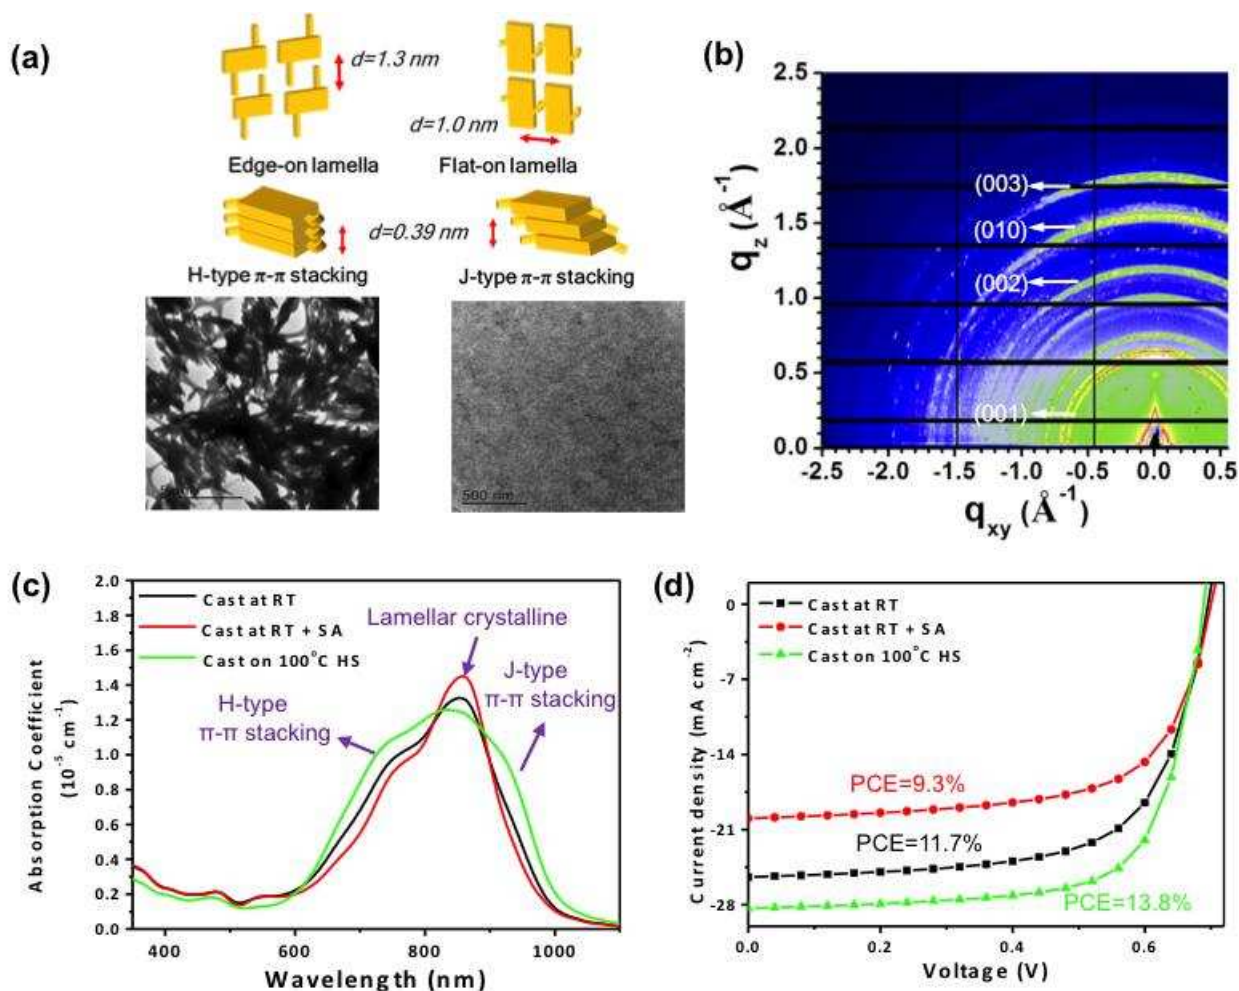 (a)
d=1.3 nm
d=1.0 nm
Edge-on lamella
Flat-on lamella
d=0.39 nm
H-type π-π stacking
J-type π-π stacking
500 nm
(b)
2.5
2.0
1.5
1.0
0.5
0.0
q_z (Å⁻¹)
(003)
(010)
(002)
(001)
-2.5 -2.0 -1.5 -1.0 -0.5 0.0 0.5
q_xy (Å⁻¹)
(c)
2.0
1.8
1.6
1.4
1.2
1.0
0.8
0.6
0.4
0.2
0.0
Absorption Coefficient
(10⁻⁵ cm⁻¹)
Cast at RT
Cast at RT + SA
Cast on 100°C HS
Lamellar crystalline
H-type
π-π stacking
J-type
π-π stacking
400 600 800 1000
Wavelength (nm)
(d)
0
-7
-14
-21
-28
Current density (mA cm⁻²)
Cast at RT
Cast at RT + SA
Cast on 100°C HS
PCE=9.3%
PCE=11.7%
PCE=13.8%
0.0 0.2 0.4 0.6
Voltage (V)